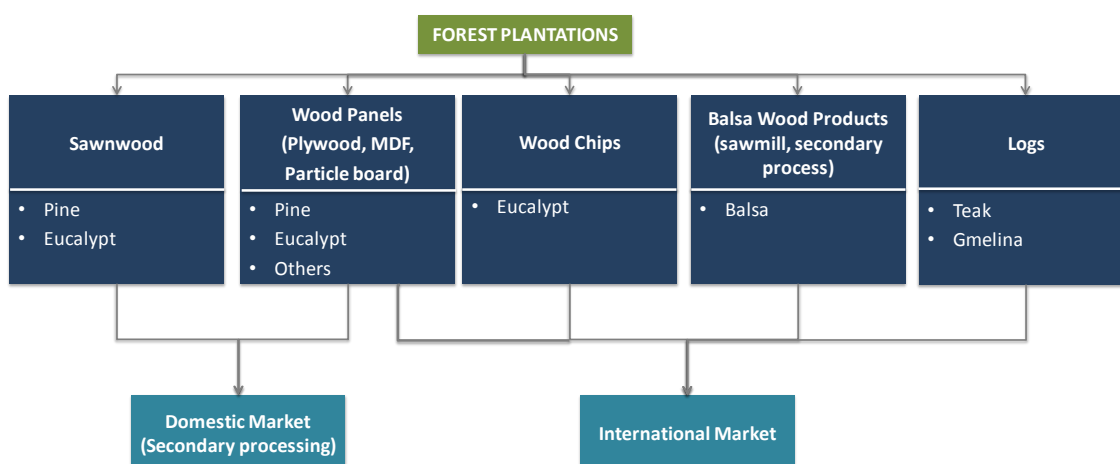 FOREST PLANTATIONS
Sawnwood
• Pine
• Eucalypt
Wood Panels
(Plywood, MDF,
Particle board)
• Pine
• Eucalypt
• Others
Wood Chips
• Eucalypt
Balsa Wood Products
(sawmill, secondary
process)
• Balsa
Logs
• Teak
• Gmelina
Domestic Market
(Secondary processing)
International Market